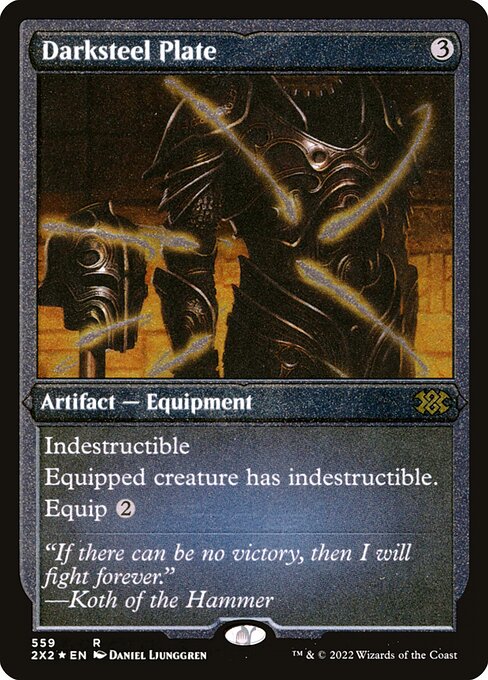 Darksteel Plate 3
Artifact — Equipment
Indestructible
Equipped creature has indestructible.
Equip 2
“If there can be no victory, then I will
fight forever.”
—Koth of the Hammer
559 R
2X2 ★ EN Daniel Ljunggren ™ & © 2022 Wizards of the Coast